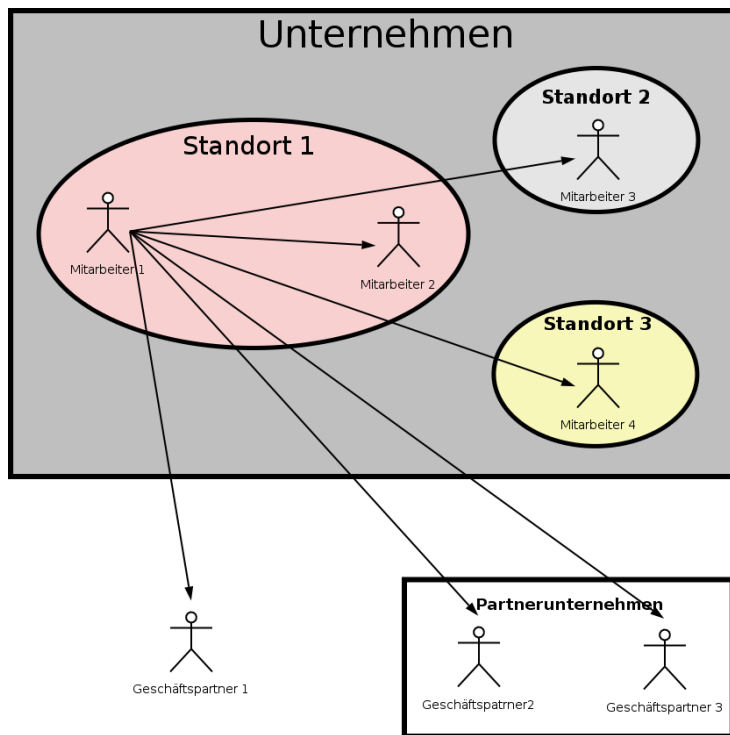 Unternehmen
Standort 2
Standort 1
Mitarbeiter 3
Mitarbeiter 1
Mitarbeiter 2
Standort 3
Mitarbeiter 4
Partnerunternehmen
Geschäftspartner 1
Geschäftspatrner2
Geschäftspartner 3